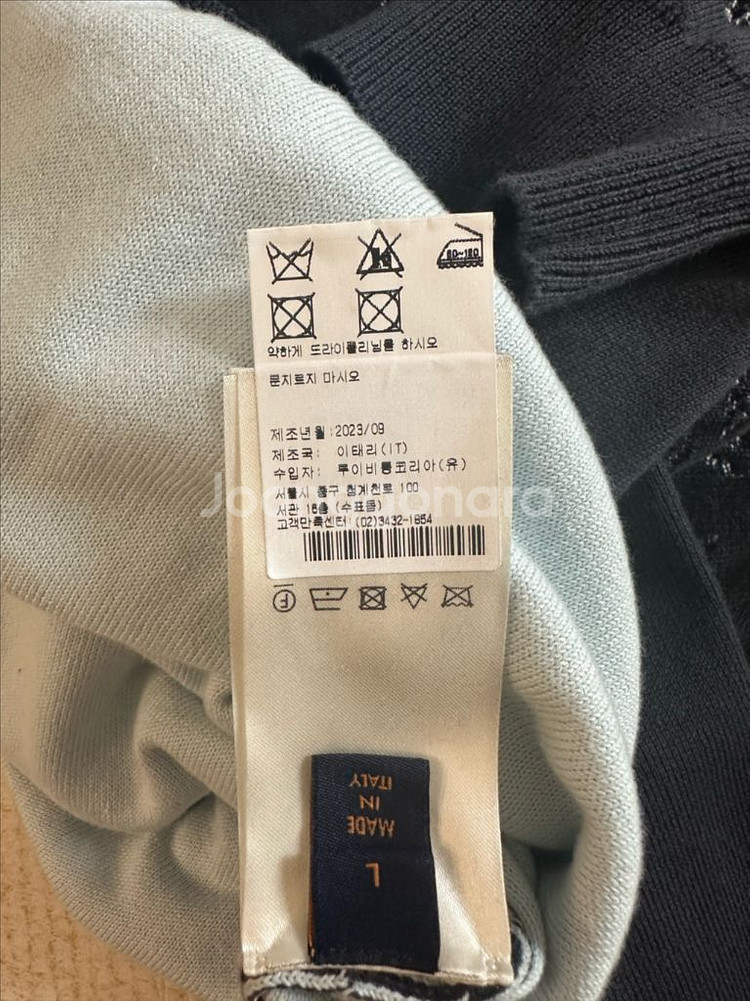 80~120
약하게 드라이클리닝을 하시오
문지르지 마시오
제조년월:2023/09
제조국: 이태리(IT)
수입자: 루이비통코리아(유)
서울시 중구 청계천로 100
서관 16층 (수표동)
고객만족센터: (02)3432-1854
F
MADE
IN
ITALY
L